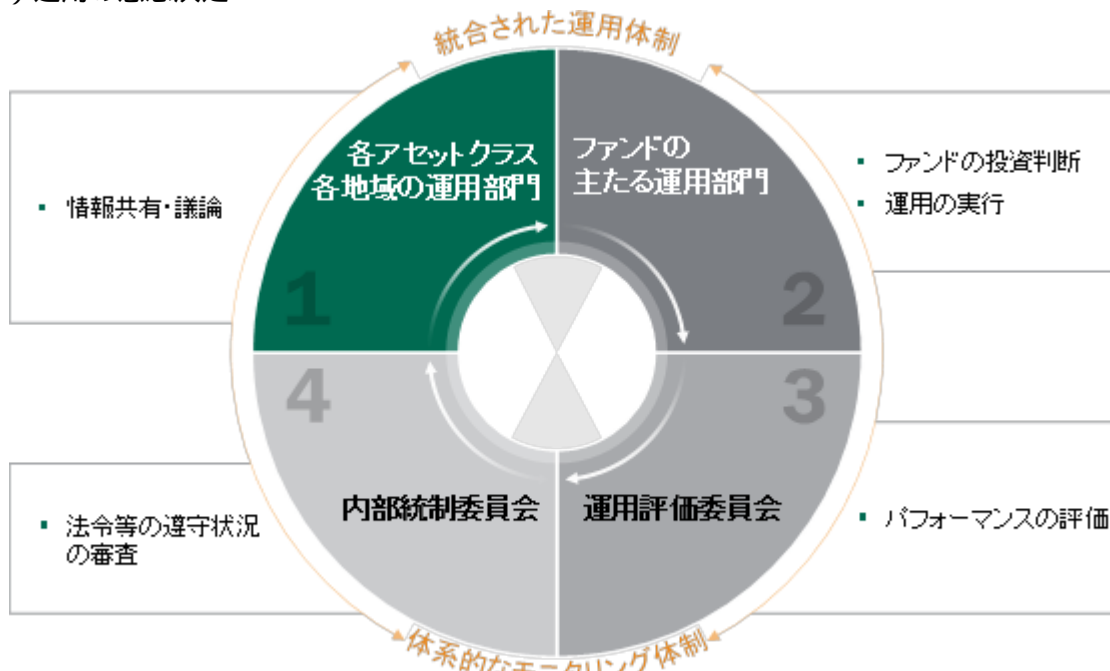 統合された運用体制
各アセットクラス
各地域の運用部門
ファンドの
主たる運用部門
・ 情報共有・議論
▪ ファンドの投資判断
▪ 運用の実行
1
2
4
3
内部統制委員会
運用評価委員会
▪ 法令等の遵守状況
の審査
▪ パフォーマンスの評価
体系的なモニタリング体制